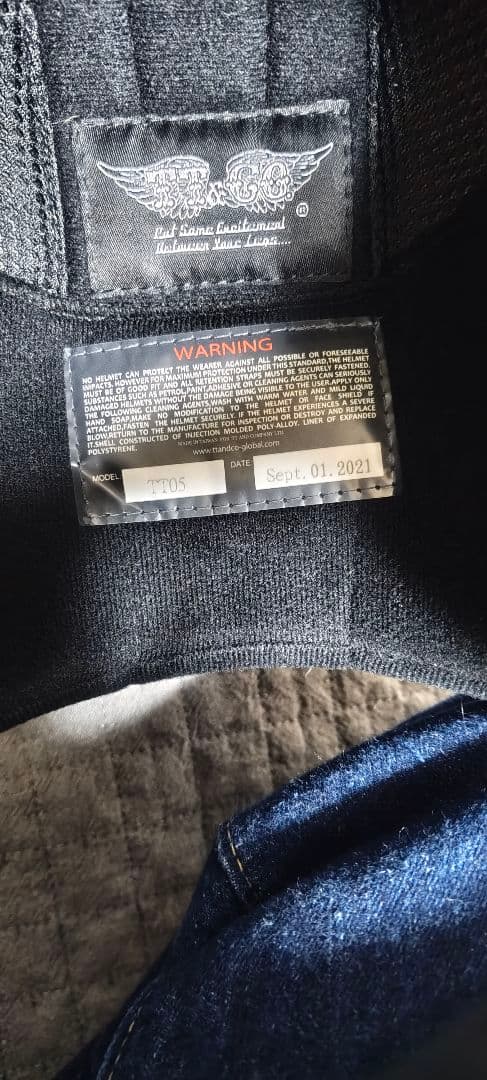 TT&CO
®
Put Some Excitement
Between Your Legs....
WARNING
NO HELMET CAN PROTECT THE WEARER AGAINST ALL POSSIBLE OR FORESEEABLE
IMPACTS. HOWEVER FOR MAXIMUM PROTECTION UNDER THIS STANDARD,THE HELMET
MUST BE OF GOOD FIT AND ALL RETENTION STRAPS MUST BE SECURELY FASTENED.
SUBSTANCES SUCH AS PETROL,ADHESIVE OR CLEANING AGENTS CAN SERIOUSLY
DAMAGED HELMETS WITHOUT THE DAMAGE BEING VISIBLE TO THE USER.APPLY ONLY
THE FOLLOWING CLEANING AGENTS,WASH WITH WARM WATER AND MILD LIQUID
HAND SOAP,MAKE NO MODIFICATION TO THE HELMET OR FACE SHIELD IF
ATTACHED,FASTEN THE HELMET SECURELY.IF THE HELMET EXPERIENCES A SEVERE
BLOW,RETURN TO THE MANUFACTURE FOR INSPECTION OR DESTROY AND REPLACE
IT.SHELL CONSTRUCTED OF INJECTION MOLDED POLY-ALLOY. LINER OF EXPANDED
POLYSTYRENE.
www.ttandco-global.com
MODEL TT05 DATE Sept. 01. 2021